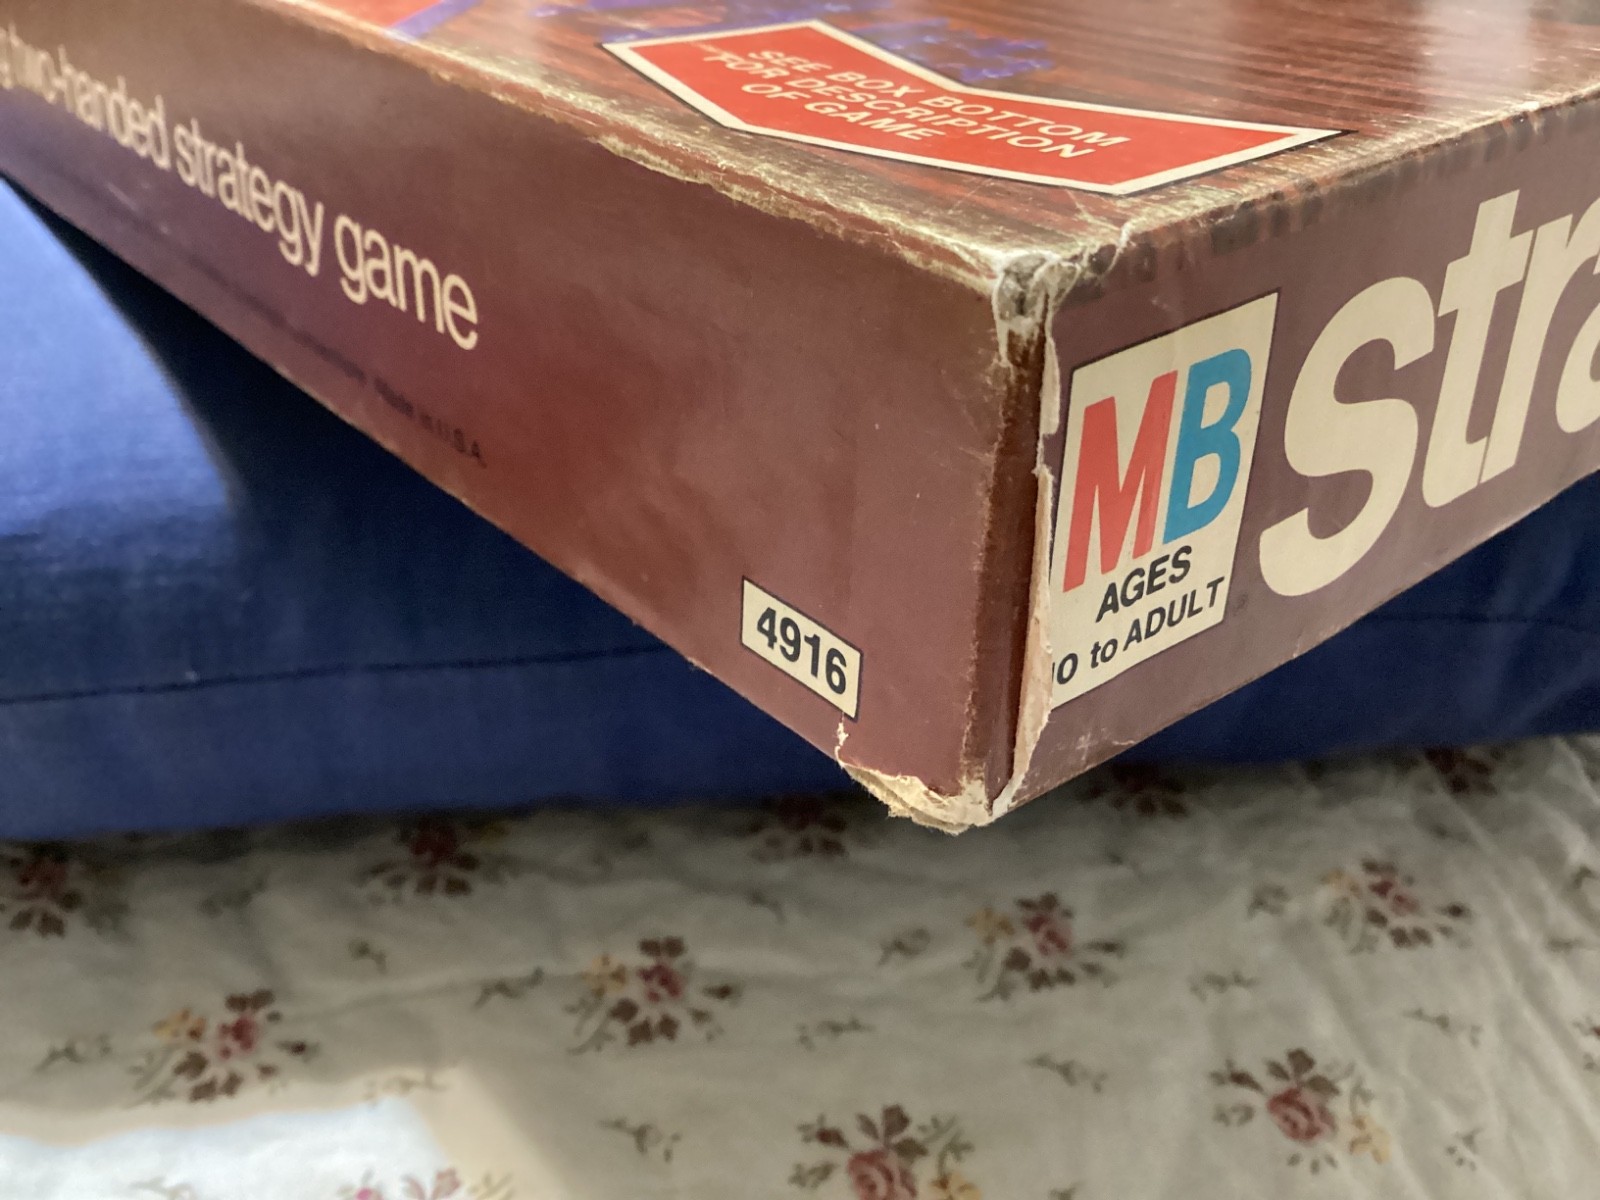 two-handed strategy game
Made in U.S.A.
4916
SEE BOX BOTTOM
FOR DESCRIPTION
OF GAME
MB
AGES
10 to ADULT
stra